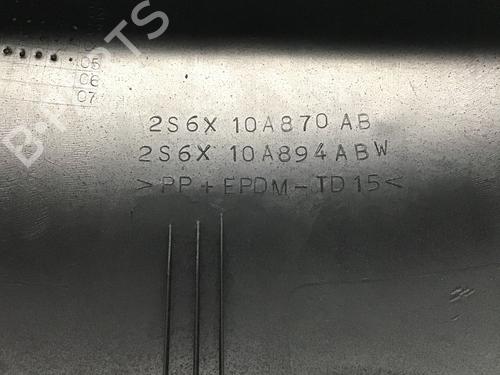 05
06
07
2S6X 10A870 AB
2S6X 10A894 ABW
>PP+EPDM-TD15<
B-PARTS